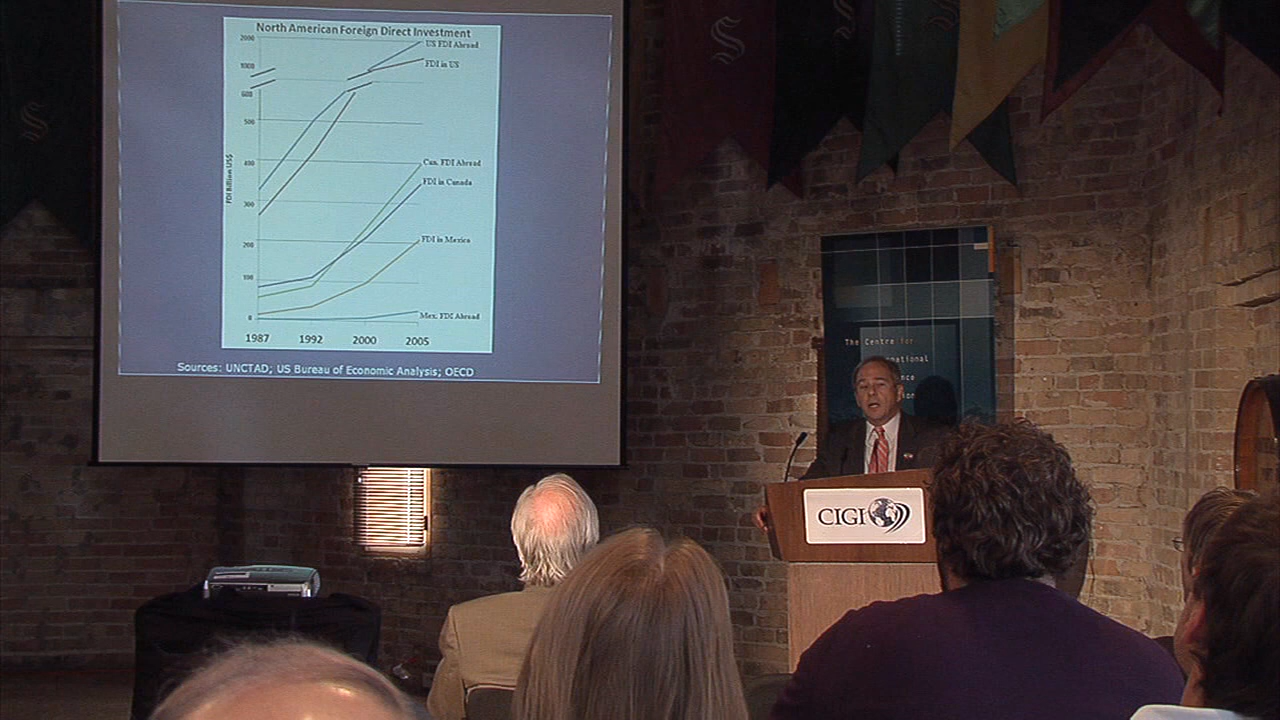 North American Foreign Direct Investment
2000
US FDI Abroad
1000
FDI in US
600
500
400
Can. FDI Abroad
FDI in Canada
FDI Billion US$
300
200
FDI in Mexico
100
0
Mex. FDI Abroad
1987 1992 2000 2005
Sources: UNCTAD; US Bureau of Economic Analysis; OECD
The Centre for
CIGI